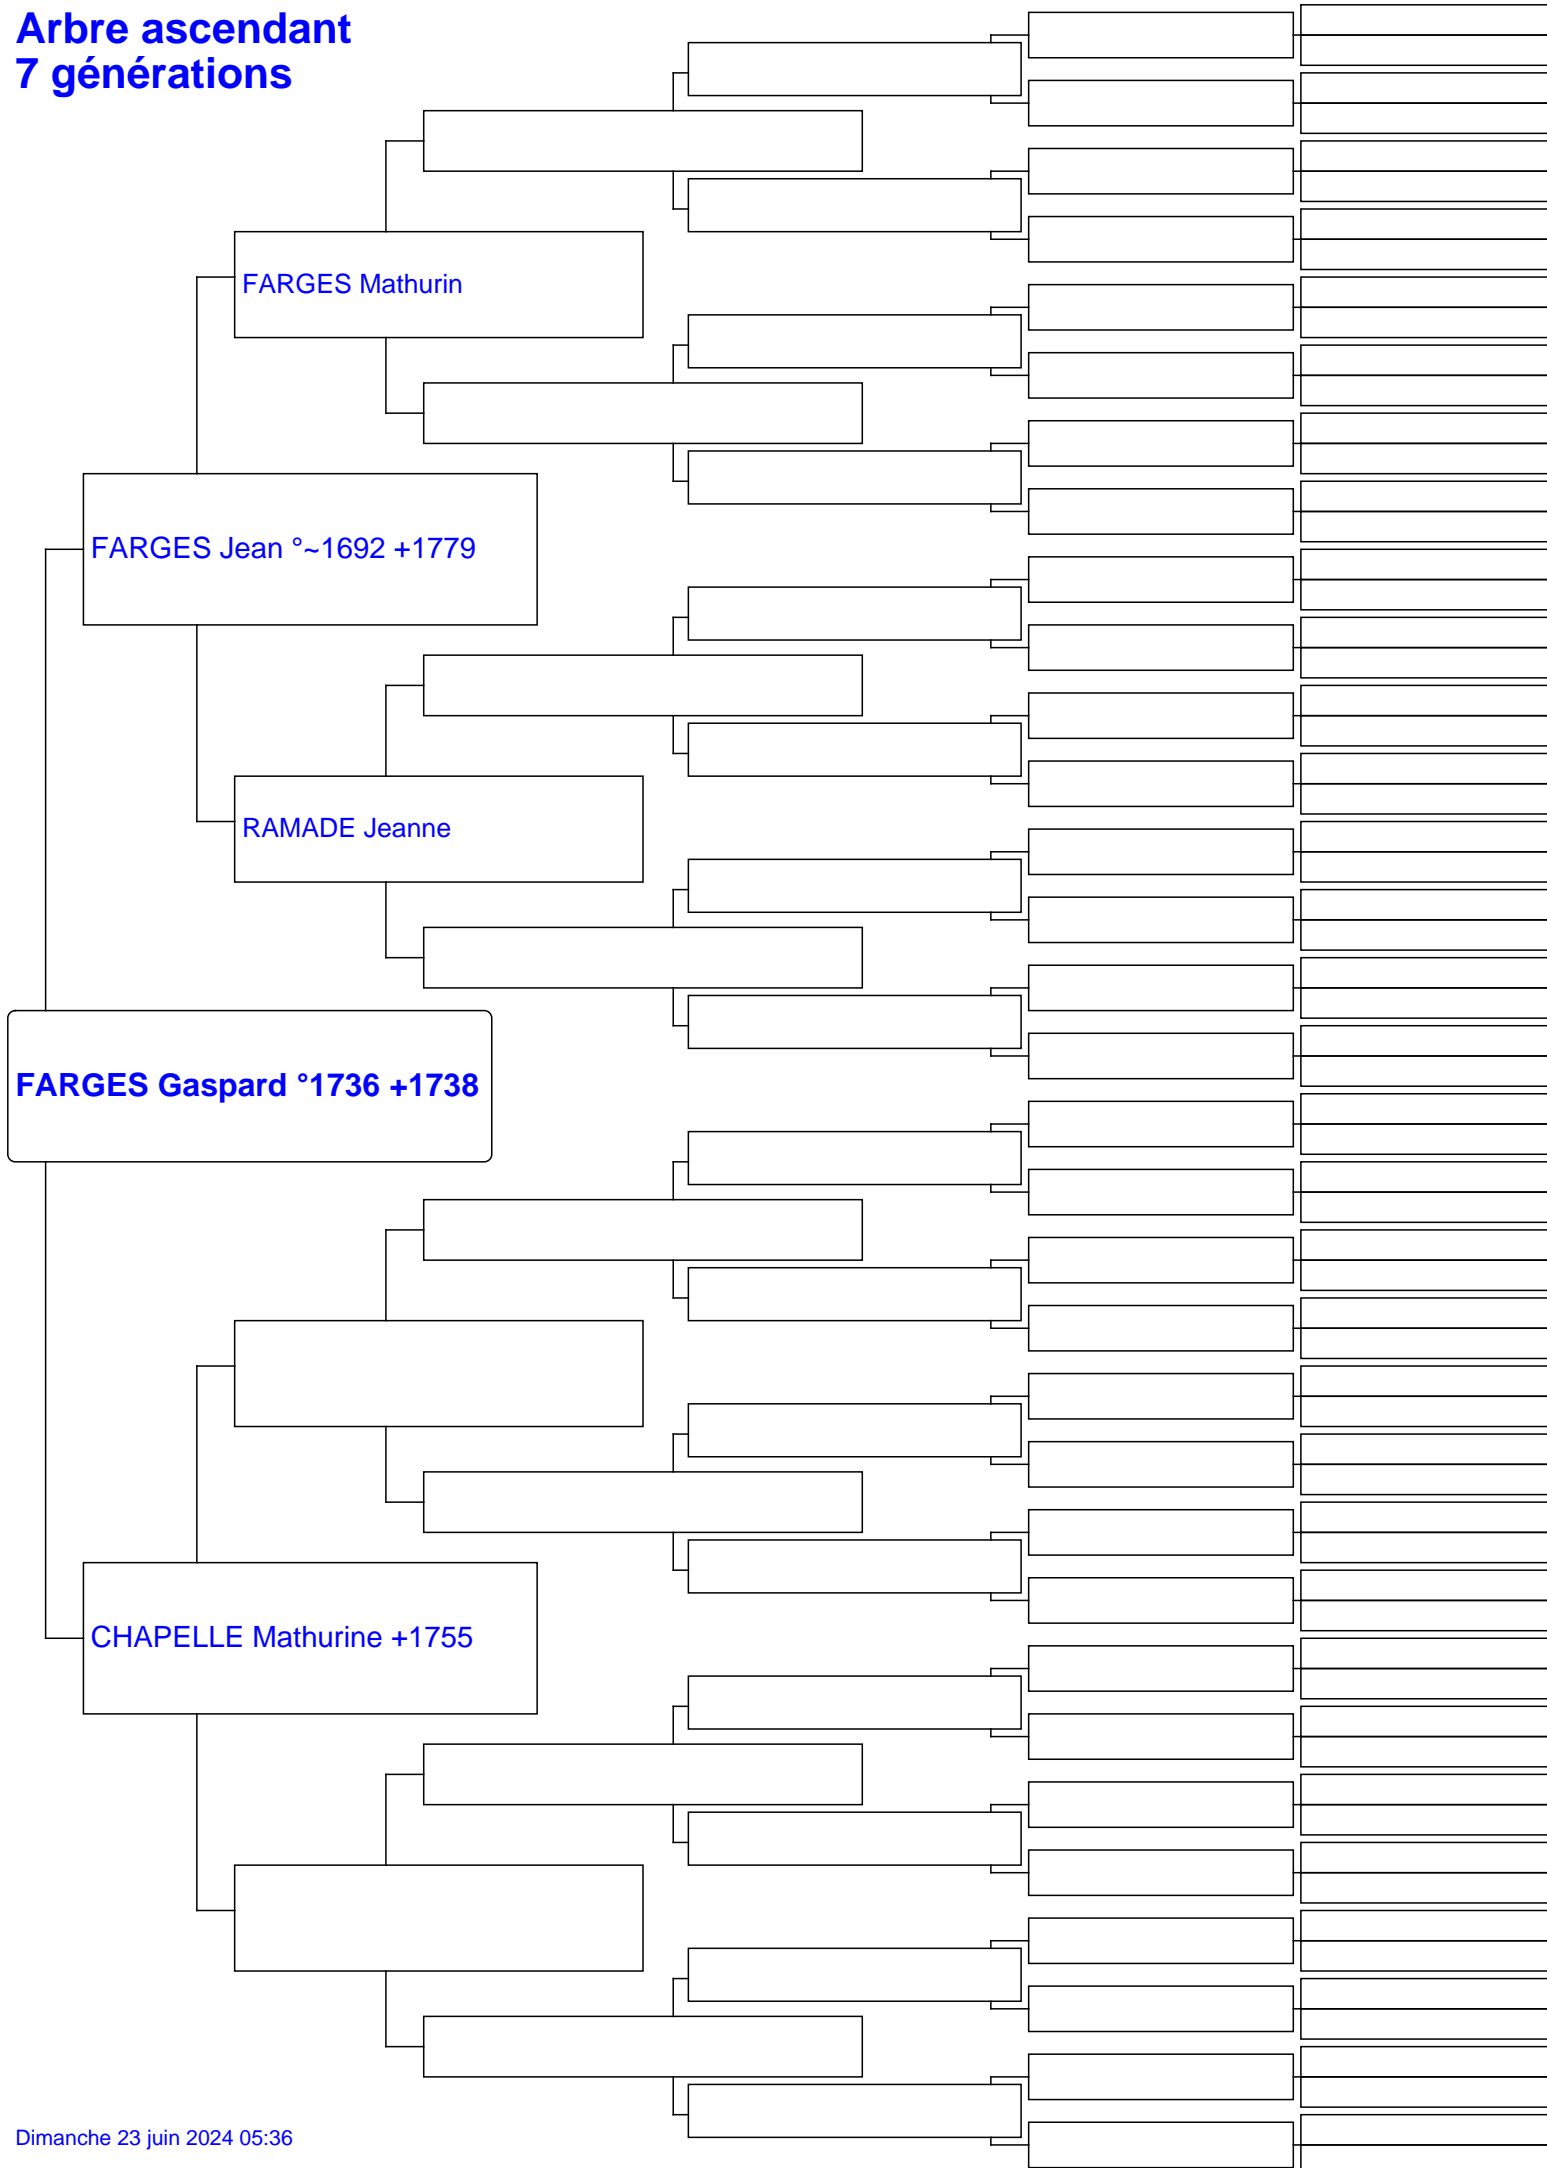 Arbre ascendant
7 générations
FARGES Mathurin
FARGES Jean °~1692 +1779
RAMADE Jeanne
FARGES Gaspard °1736 +1738
CHAPELLE Mathurine +1755
Dimanche 23 juin 2024 05:36